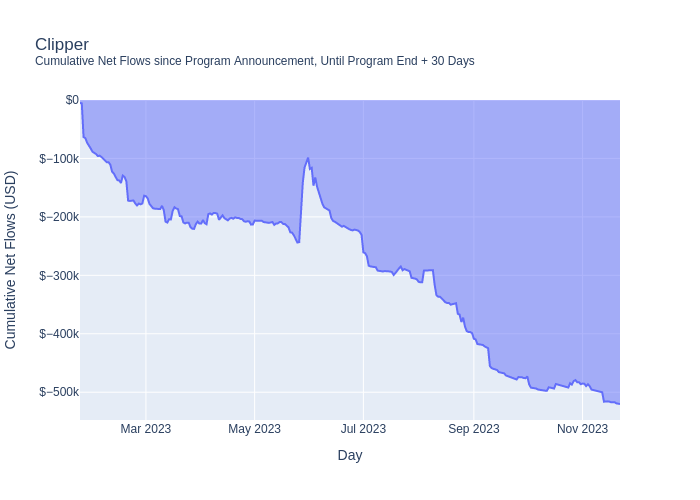 Clipper
Cumulative Net Flows since Program Announcement, Until Program End + 30 Days
$0
$−100k
$−200k
$−300k
$−400k
$−500k
Cumulative Net Flows (USD)
Mar 2023
May 2023
Jul 2023
Sep 2023
Nov 2023
Day